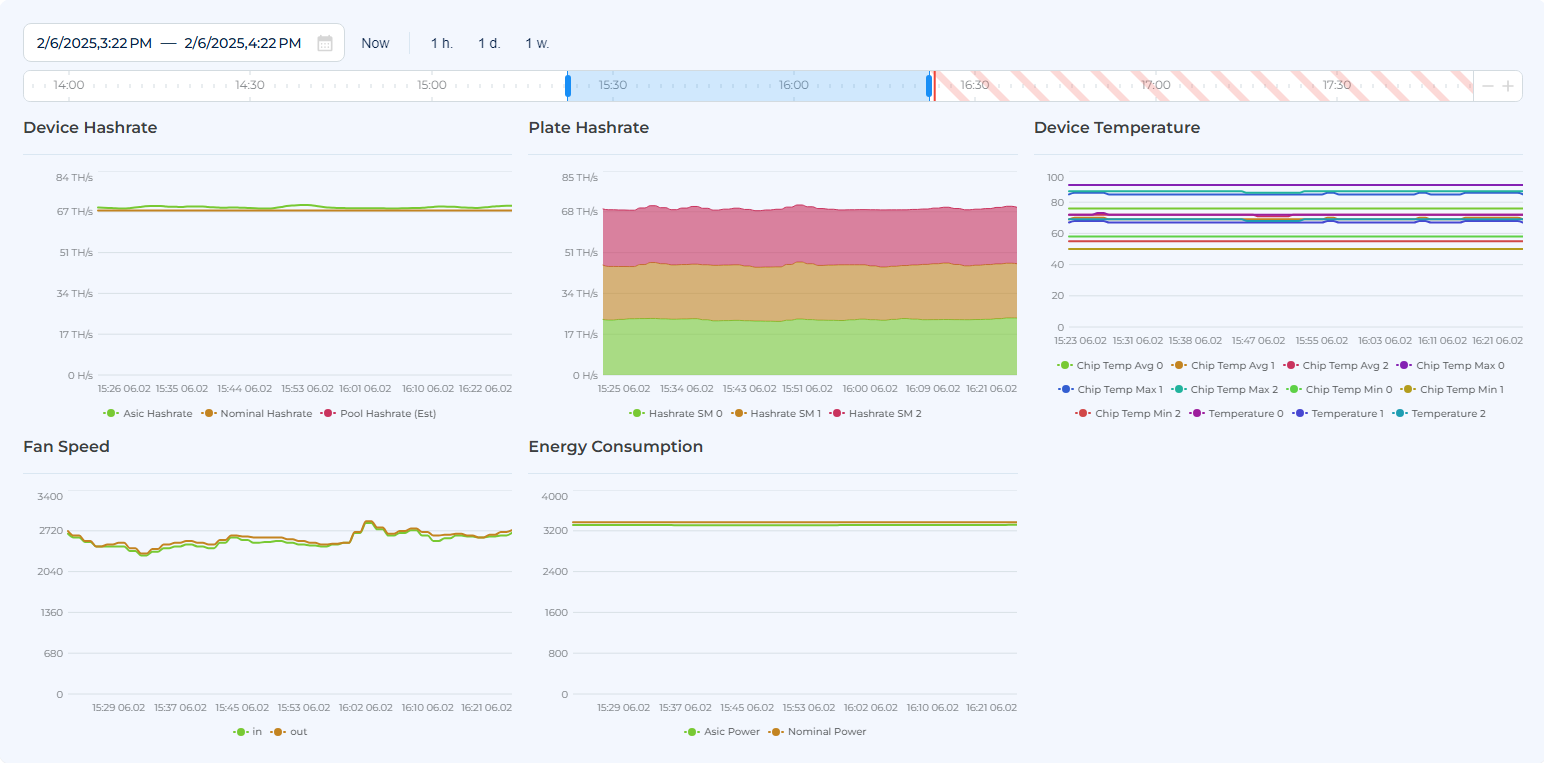 2/6/2025,3:22 PM — 2/6/2025,4:22 PM Now 1 h. 1 d. 1 w.
14:00 14:30 15:00 15:30 16:00 16:30 17:00 17:30
Device Hashrate
84 TH/s
67 TH/s
51 TH/s
34 TH/s
17 TH/s
0 H/s
15:26 06.02 15:35 06.02 15:44 06.02 15:53 06.02 16:01 06.02 16:10 06.02 16:22 06.02
Asic Hashrate Nominal Hashrate Pool Hashrate (Est)
Plate Hashrate
85 TH/s
68 TH/s
51 TH/s
34 TH/s
17 TH/s
0 H/s
15:25 06.02 15:34 06.02 15:43 06.02 15:51 06.02 16:00 06.02 16:09 06.02 16:21 06.02
Hashrate SM 0 Hashrate SM 1 Hashrate SM 2
Device Temperature
100
80
60
40
20
0
15:23 06.02 15:31 06.02 15:38 06.02 15:47 06.02 15:55 06.02 16:03 06.02 16:11 06.02 16:21 06.02
Chip Temp Avg 0 Chip Temp Avg 1 Chip Temp Avg 2 Chip Temp Max 0
Chip Temp Max 1 Chip Temp Max 2 Chip Temp Min 0 Chip Temp Min 1
Chip Temp Min 2 Temperature 0 Temperature 1 Temperature 2
Fan Speed
3400
2720
2040
1360
680
0
15:29 06.02 15:37 06.02 15:45 06.02 15:53 06.02 16:02 06.02 16:10 06.02 16:21 06.02
in out
Energy Consumption
4000
3200
2400
1600
800
0
15:29 06.02 15:37 06.02 15:45 06.02 15:53 06.02 16:02 06.02 16:10 06.02 16:21 06.02
Asic Power Nominal Power